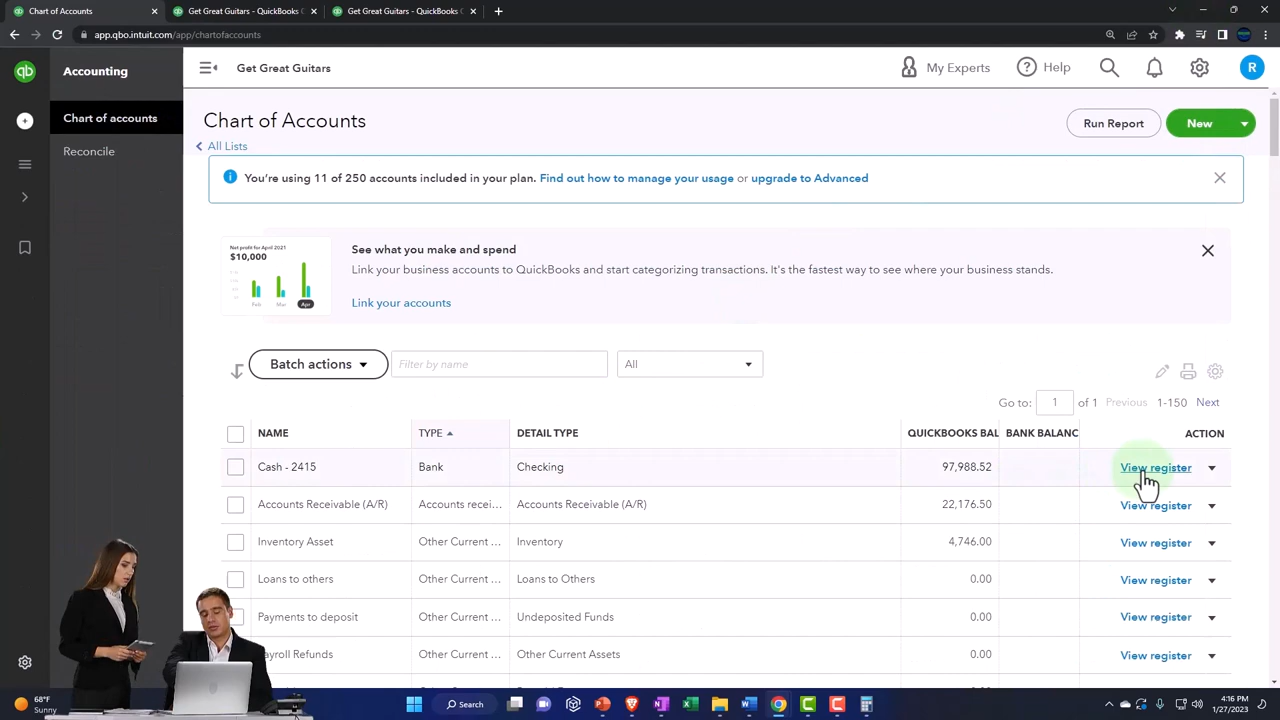 Chart of Accounts
Get Great Guitars - QuickBooks C
Get Great Guitars - QuickBooks C
app.qbo.intuit.com/app/chartofaccounts
qb
Accounting
Get Great Guitars
My Experts
Help
R
Chart of accounts
Reconcile
Chart of Accounts
All Lists
Run Report
New
You're using 11 of 250 accounts included in your plan. Find out how to manage your usage or upgrade to Advanced
Net profit for April 2021
$10,000
Feb Mar Apr
See what you make and spend
Link your business accounts to QuickBooks and start categorizing transactions. It's the fastest way to see where your business stands.
Link your accounts
Batch actions
Filter by name
All
Go to: 1 of 1 Previous 1-150 Next
NAME TYPE DETAIL TYPE QUICKBOOKS BAL BANK BALANC ACTION
Cash - 2415 Bank Checking 97,988.52 View register
Accounts Receivable (A/R) Accounts recei... Accounts Receivable (A/R) 22,176.50 View register
Inventory Asset Other Current ... Inventory 4,746.00 View register
Loans to others Other Current ... Loans to Others 0.00 View register
Payments to deposit Other Current ... Undeposited Funds 0.00 View register
ayroll Refunds Other Current ... Other Current Assets 0.00 View register
68°F
Sunny
Search
4:16 PM
1/27/2023